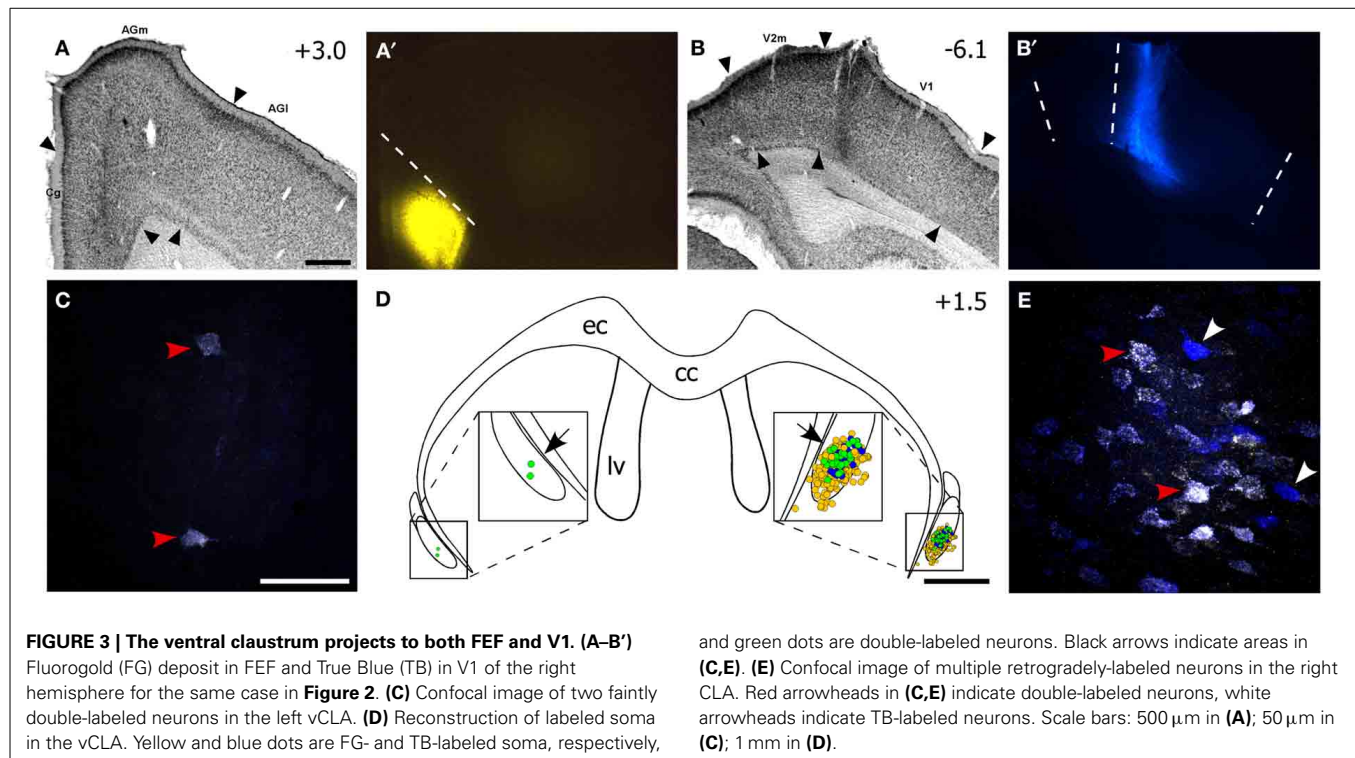 A
AGm
+3.0
AGl
Cg
A′
B
V2m
-6.1
V1
B′
C
D
+1.5
ec
cc
lv
E
FIGURE 3 | The ventral claustrum projects to both FEF and V1. (A–B′)
Fluorogold (FG) deposit in FEF and True Blue (TB) in V1 of the right
hemisphere for the same case in Figure 2. (C) Confocal image of two faintly
double-labeled neurons in the left vCLA. (D) Reconstruction of labeled soma
in the vCLA. Yellow and blue dots are FG- and TB-labeled soma, respectively,
and green dots are double-labeled neurons. Black arrows indicate areas in
(C,E). (E) Confocal image of multiple retrogradely-labeled neurons in the right
CLA. Red arrowheads in (C,E) indicate double-labeled neurons, white
arrowheads indicate TB-labeled neurons. Scale bars: 500 μm in (A); 50 μm in
(C); 1 mm in (D).